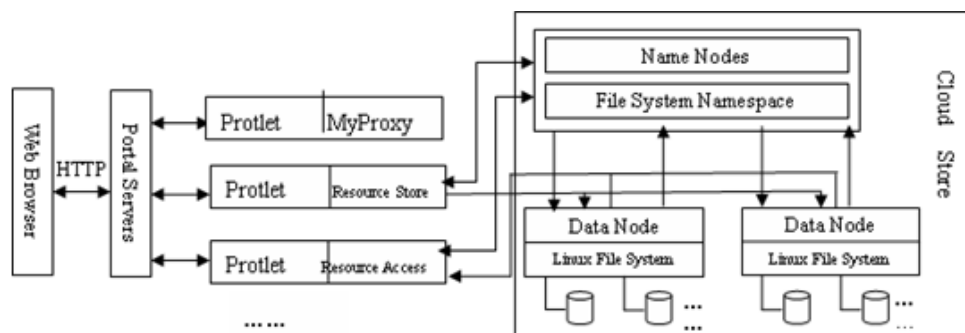 Web Browser
HTTP
Portal Servers
Protlet MyProxy
Protlet Resource Store
Protlet Resource Access
... ...
Name Nodes
File System Namespace
Cloud Store
Data Node
Linux File System
...
...
Data Node
Linux File System
...
...